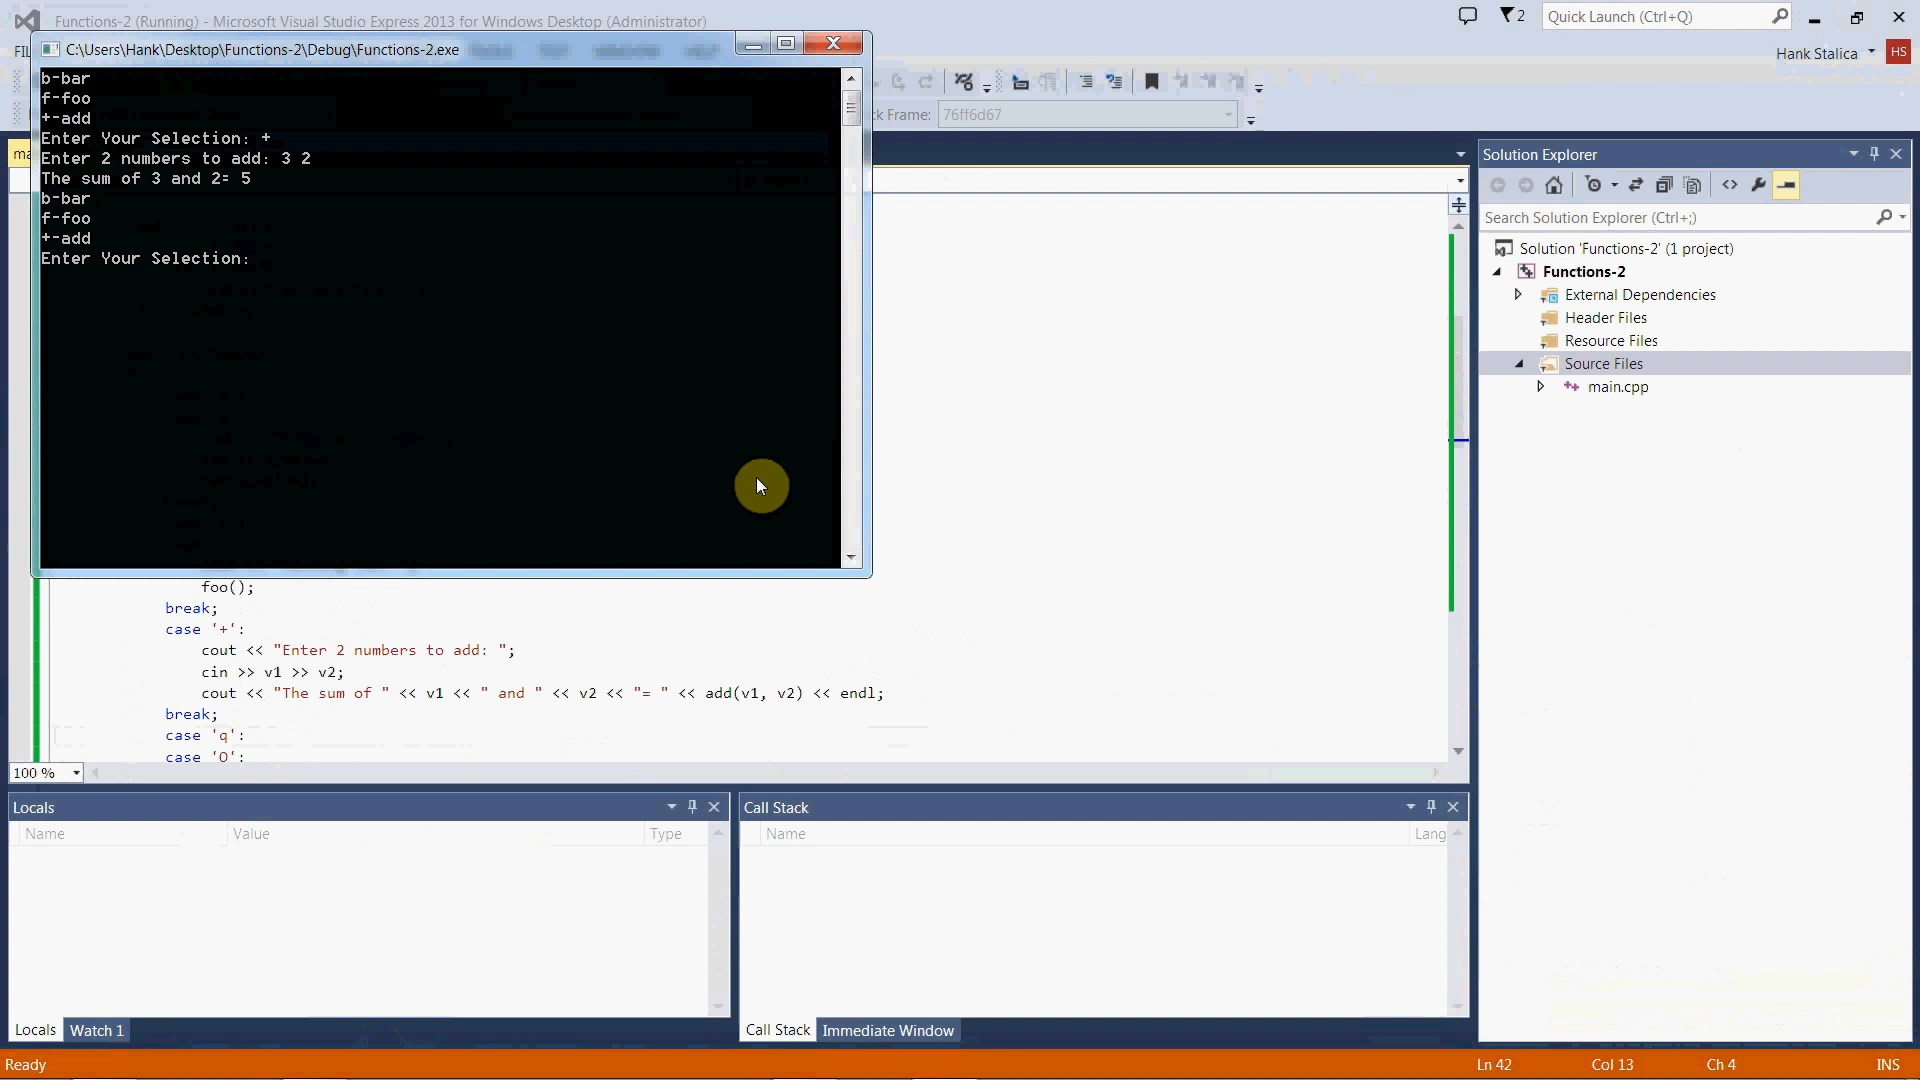 Functions-2 (Running) - Microsoft Visual Studio Express 2013 for Windows Desktop (Administrator)
2
Quick Launch (Ctrl+Q)
Hank Stalica
HS
C:\Users\Hank\Desktop\Functions-2\Debug\Functions-2.exe
b-bar
f-foo
+-add
Enter Your Selection: +
Enter 2 numbers to add: 3 2
The sum of 3 and 2= 5
b-bar
f-foo
+-add
Enter Your Selection:
Frame:
76ff6d67
foo();
break;
case '+':
cout << "Enter 2 numbers to add: ";
cin >> v1 >> v2;
cout << "The sum of " << v1 << " and " << v2 << "= " << add(v1, v2) << endl;
break;
case 'q':
case 'O':
100 %
Solution Explorer
Search Solution Explorer (Ctrl+;)
Solution 'Functions-2' (1 project)
Functions-2
External Dependencies
Header Files
Resource Files
Source Files
main.cpp
Locals
Name Value Type
Locals Watch 1
Call Stack
Name Lang
Call Stack Immediate Window
Ready
Ln 42 Col 13 Ch 4 INS